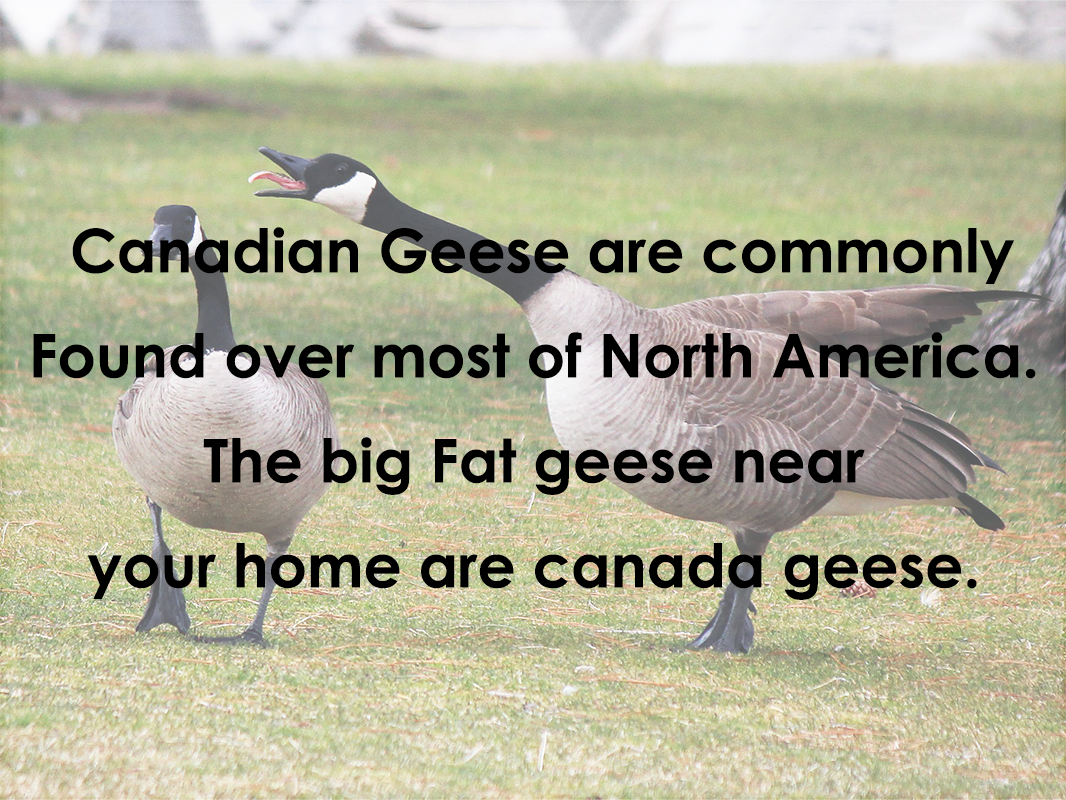 Canadian Geese are commonly
Found over most of North America.
The big Fat geese near
your home are canada geese.